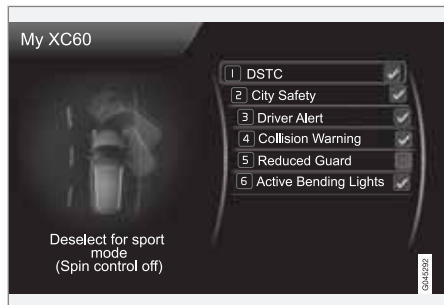 My XC60
1 DSTC
2 City Safety
3 Driver Alert
4 Collision Warning
5 Reduced Guard
6 Active Bending Lights
Deselect for sport
mode
(Spin control off)
G045292